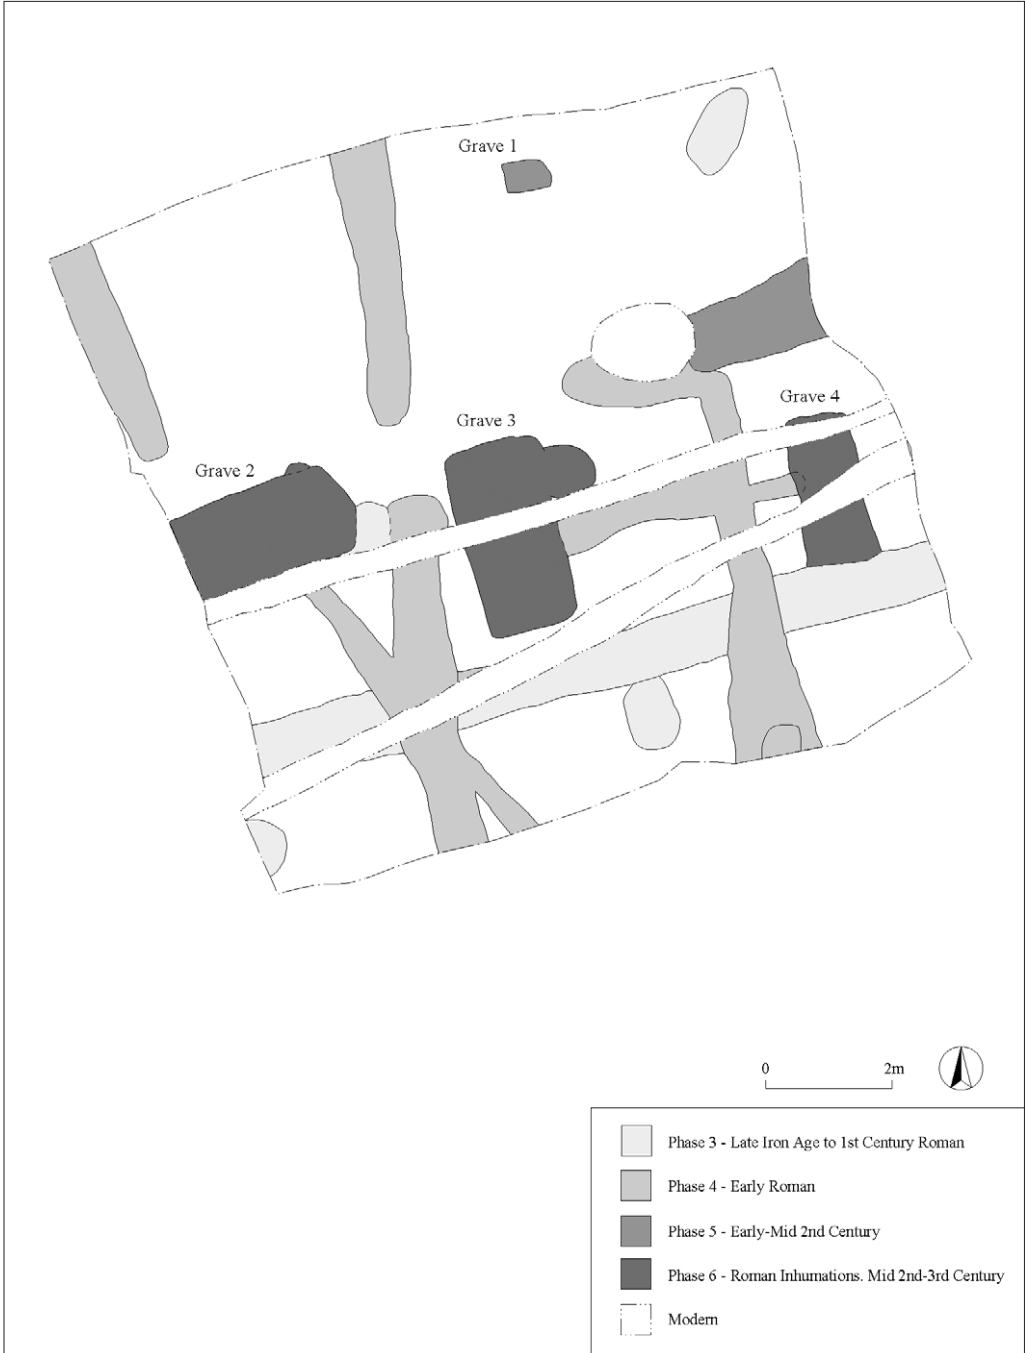 Grave 1
Grave 4
Grave 3
Grave 2
0 2m
Phase 3 - Late Iron Age to 1st Century Roman
Phase 4 - Early Roman
Phase 5 - Early-Mid 2nd Century
Phase 6 - Roman Inhumations. Mid 2nd-3rd Century
Modern